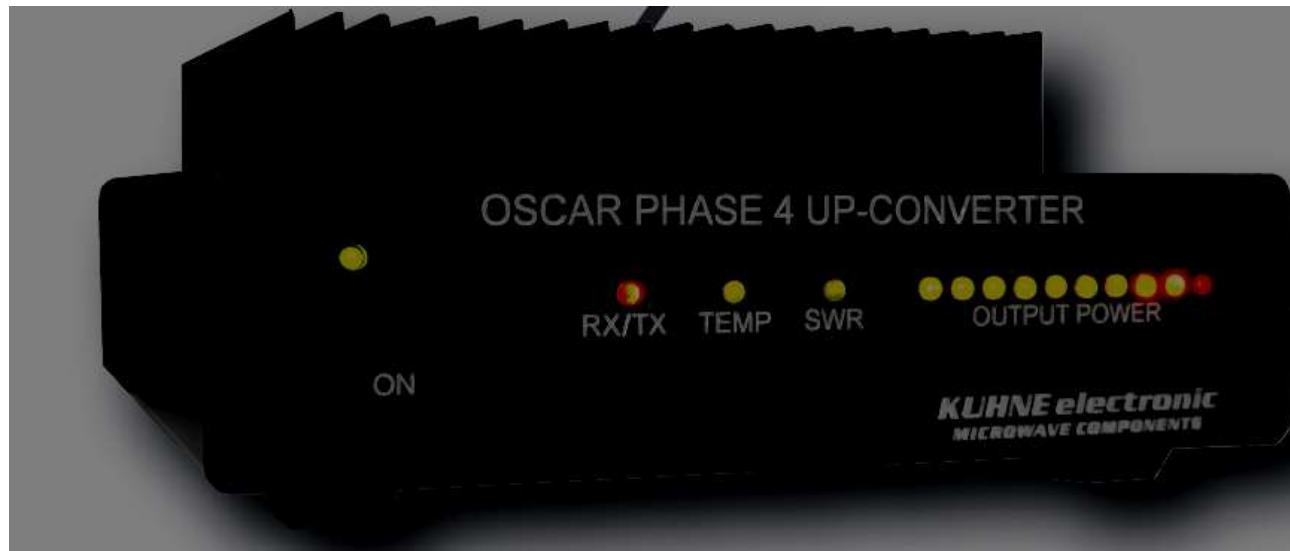 OSCAR PHASE 4 UP-CONVERTER
RX/TX TEMP SWR OUTPUT POWER
ON
KUHNE electronic
MICROWAVE COMPONENTS